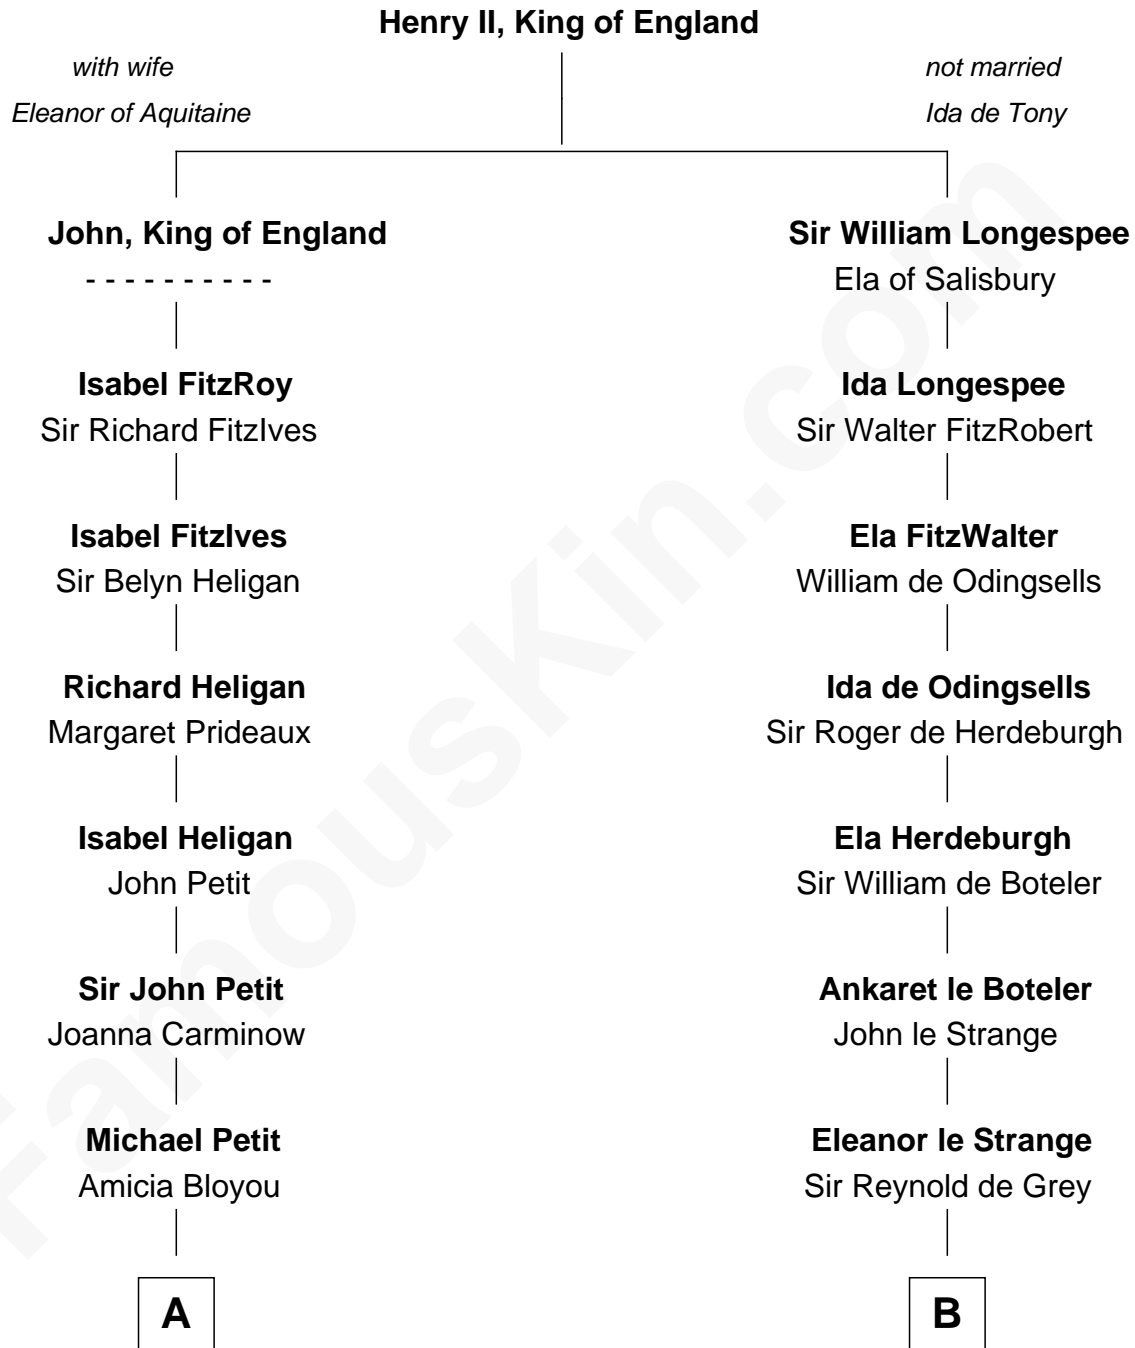 Henry II, King of England
with wife
Eleanor of Aquitaine
not married
Ida de Tony
John, King of England
- - - - - - - - - -
Sir William Longespee
Ela of Salisbury
Isabel FitzRoy
Sir Richard FitzIves
Ida Longespee
Sir Walter FitzRobert
Isabel FitzIves
Sir Belyn Heligan
Ela FitzWalter
William de Odingsells
Richard Heligan
Margaret Prideaux
Ida de Odingsells
Sir Roger de Herdeburgh
Isabel Heligan
John Petit
Ela Herdeburgh
Sir William de Boteler
Sir John Petit
Joanna Carminow
Ankaret le Boteler
John le Strange
Michael Petit
Amicia Bloyou
Eleanor le Strange
Sir Reynold de Grey
A
B
FamousKin.com